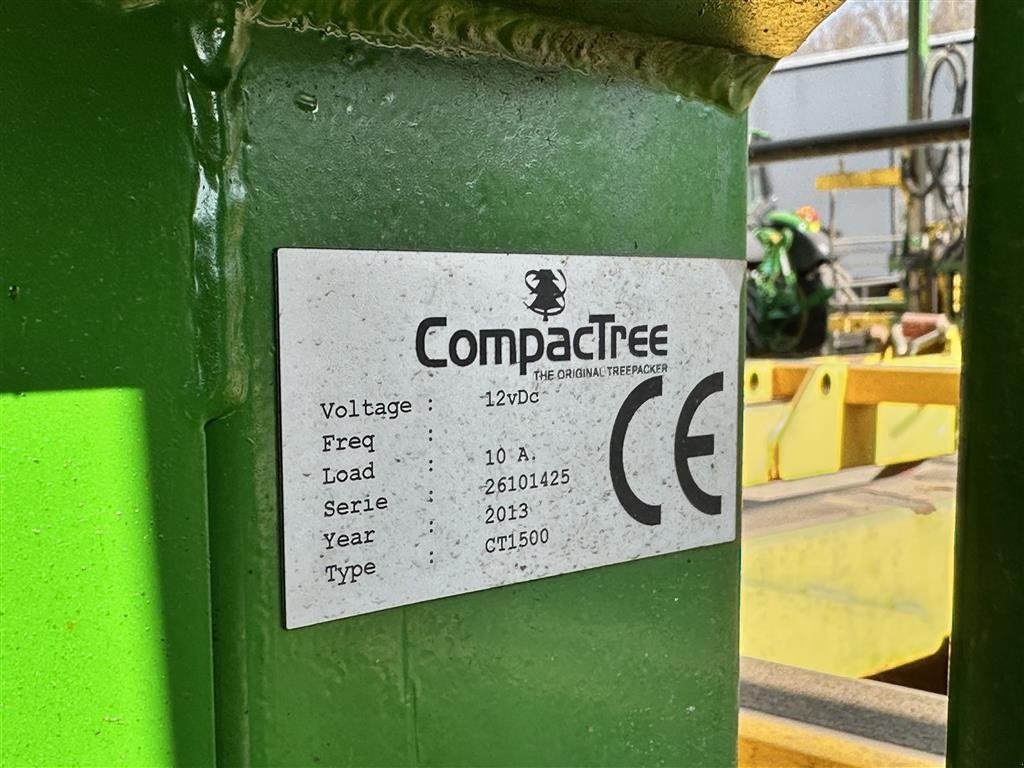 CompacTree
THE ORIGINAL TREEPACKER
Voltage : 12vDc
Freq :
Load : 10 A.
Serie : 26101425
Year : 2013
Type : CT1500
CE